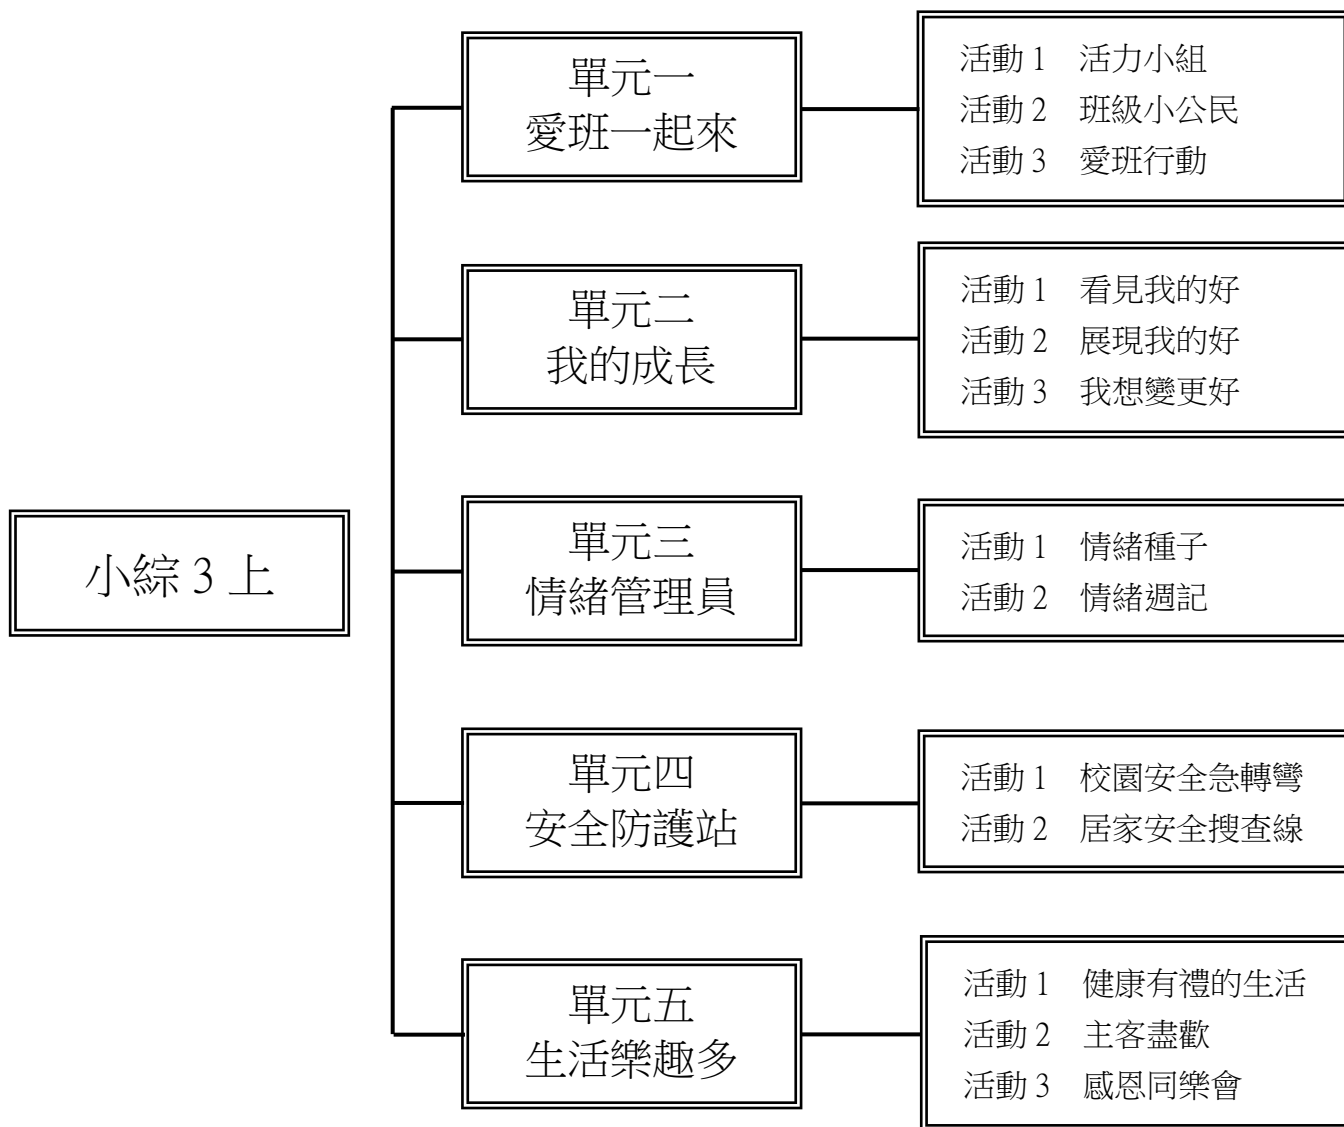 單元一
愛班一起來
活動 1 活力小組
活動 2 班級小公民
活動 3 愛班行動
單元二
我的成長
活動 1 看見我的好
活動 2 展現我的好
活動 3 我想變更好
小綜 3 上
單元三
情緒管理員
活動 1 情緒種子
活動 2 情緒週記
單元四
安全防護站
活動 1 校園安全急轉彎
活動 2 居家安全搜查線
單元五
生活樂趣多
活動 1 健康有禮的生活
活動 2 主客盡歡
活動 3 感恩同樂會